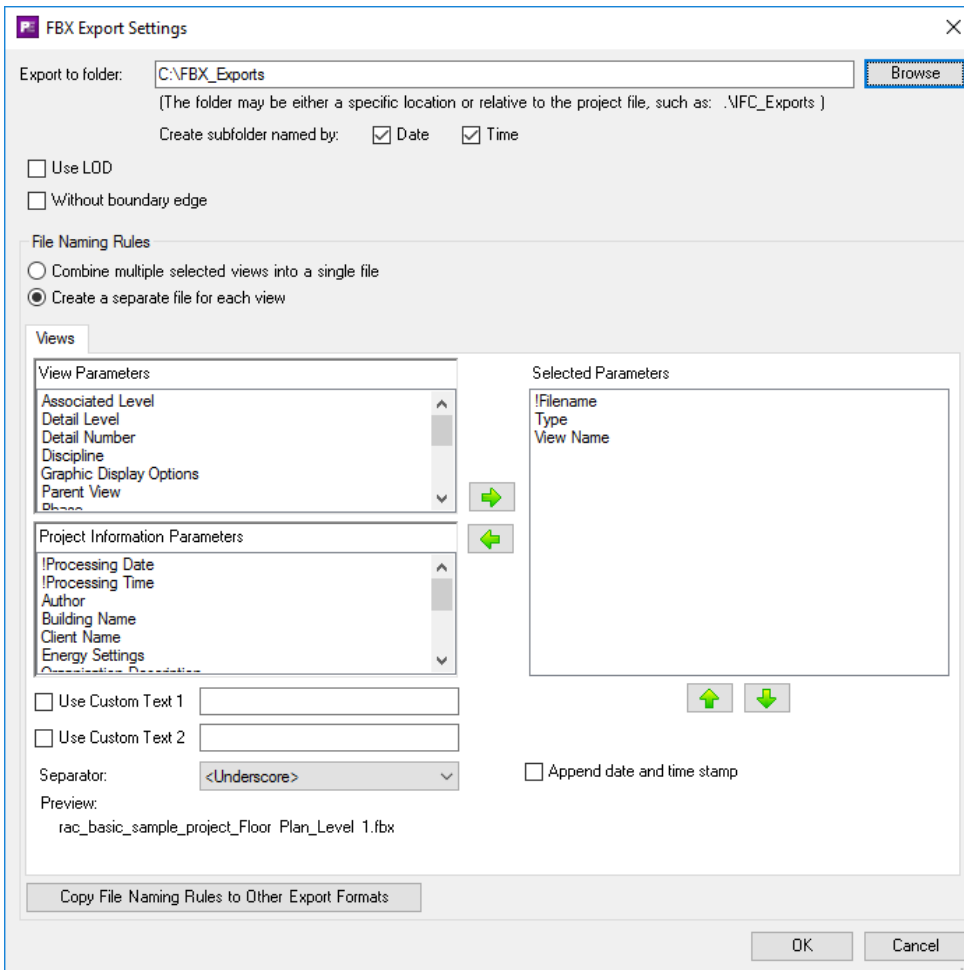 FBX Export Settings
Export to folder: C:\FBX_Exports Browse
(The folder may be either a specific location or relative to the project file, such as: .\IFC_Exports )
Create subfolder named by: Date Time
Use LOD
Without boundary edge
File Naming Rules
Combine multiple selected views into a single file
Create a separate file for each view
Views
View Parameters
Associated Level
Detail Level
Detail Number
Discipline
Graphic Display Options
Parent View
Phase
Project Information Parameters
!Processing Date
!Processing Time
Author
Building Name
Client Name
Energy Settings
Organization Description
Selected Parameters
!Filename
Type
View Name
Use Custom Text 1
Use Custom Text 2
Separator: <Underscore>
Append date and time stamp
Preview:
rac_basic_sample_project_Floor Plan_Level 1.fbx
Copy File Naming Rules to Other Export Formats
OK Cancel